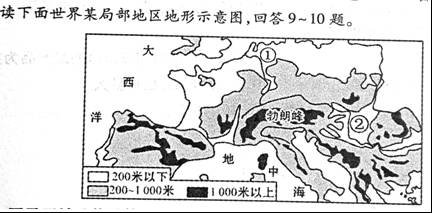 读下面世界某局部地区地形示意图,回答9~10题。
大
①
西
洋
勃朗峰
②
地
中
海
200米以下
200~1000米
1000米以上